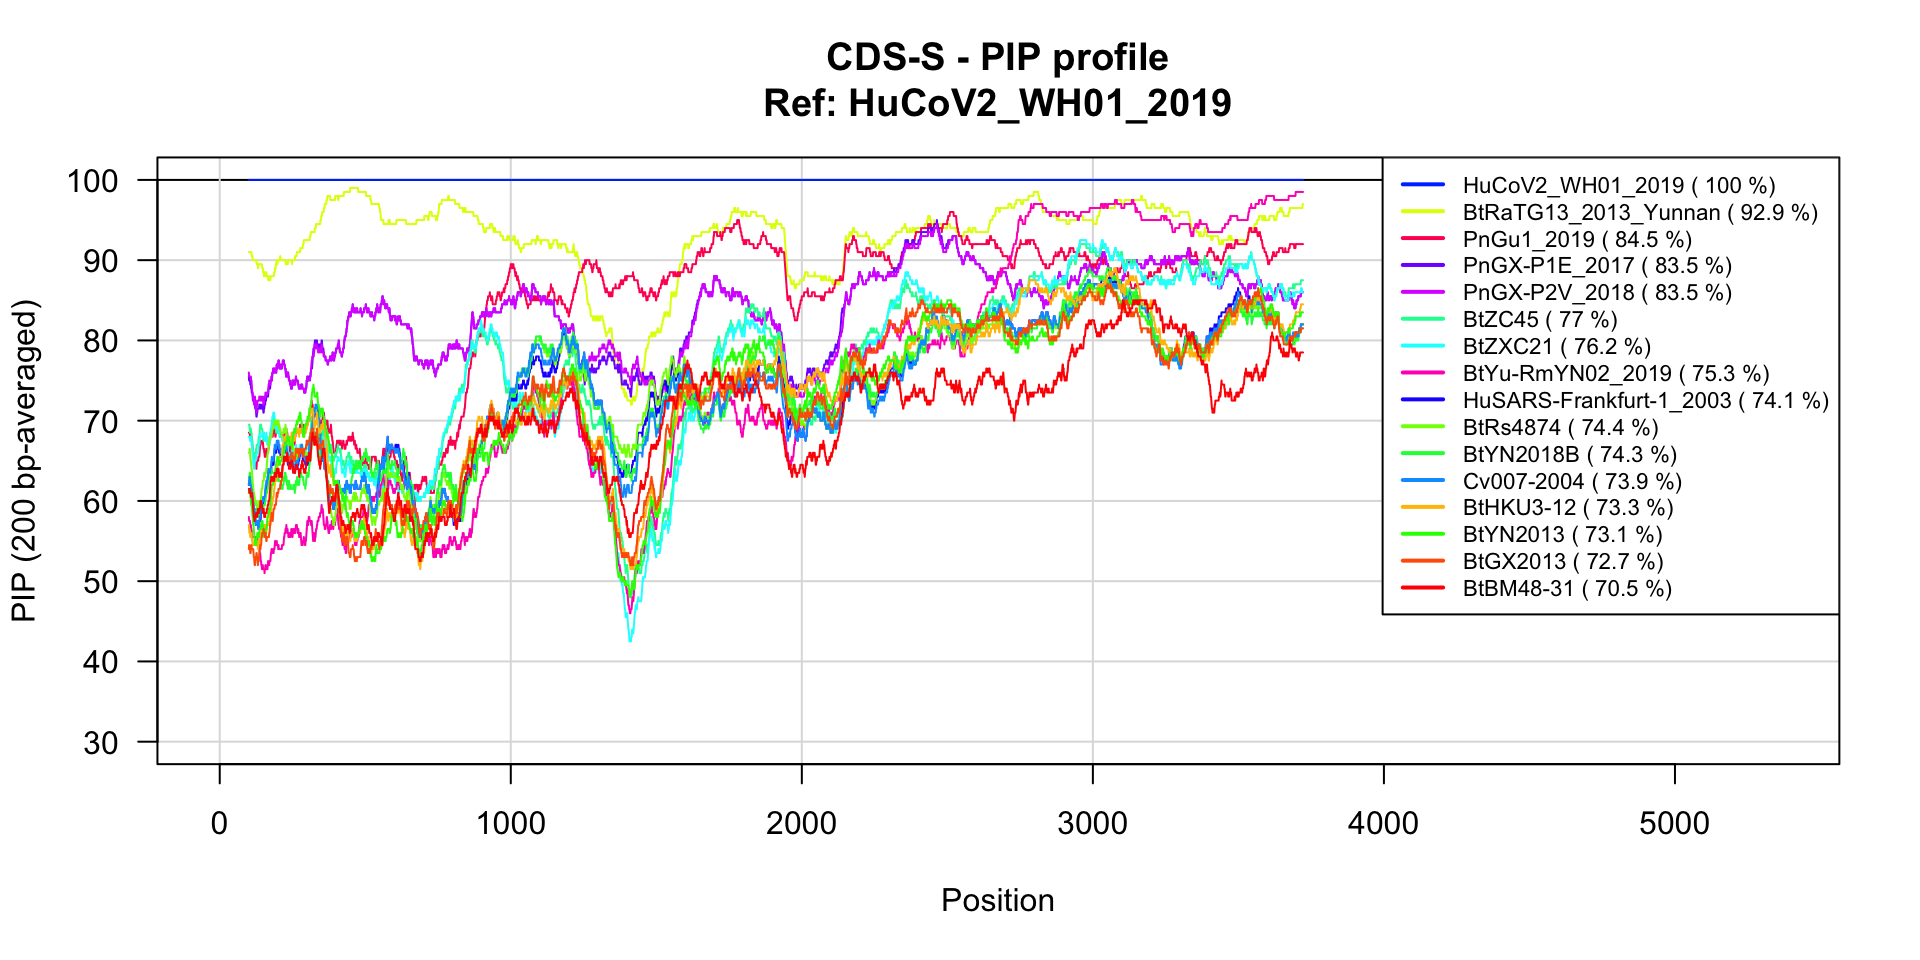 CDS-S - PIP profile
Ref: HuCoV2_WH01_2019
PIP (200 bp-averaged)
100
90
80
70
60
50
40
30
HuCoV2_WH01_2019 ( 100 %)
BtRaTG13_2013_Yunnan ( 92.9 %)
PnGu1_2019 ( 84.5 %)
PnGX-P1E_2017 ( 83.5 %)
PnGX-P2V_2018 ( 83.5 %)
BtZC45 ( 77 %)
BtZXC21 ( 76.2 %)
BtYu-RmYN02_2019 ( 75.3 %)
HuSARS-Frankfurt-1_2003 ( 74.1 %)
BtRs4874 ( 74.4 %)
BtYN2018B ( 74.3 %)
Cv007-2004 ( 73.9 %)
BtHKU3-12 ( 73.3 %)
BtYN2013 ( 73.1 %)
BtGX2013 ( 72.7 %)
BtBM48-31 ( 70.5 %)
0 1000 2000 3000 4000 5000
Position